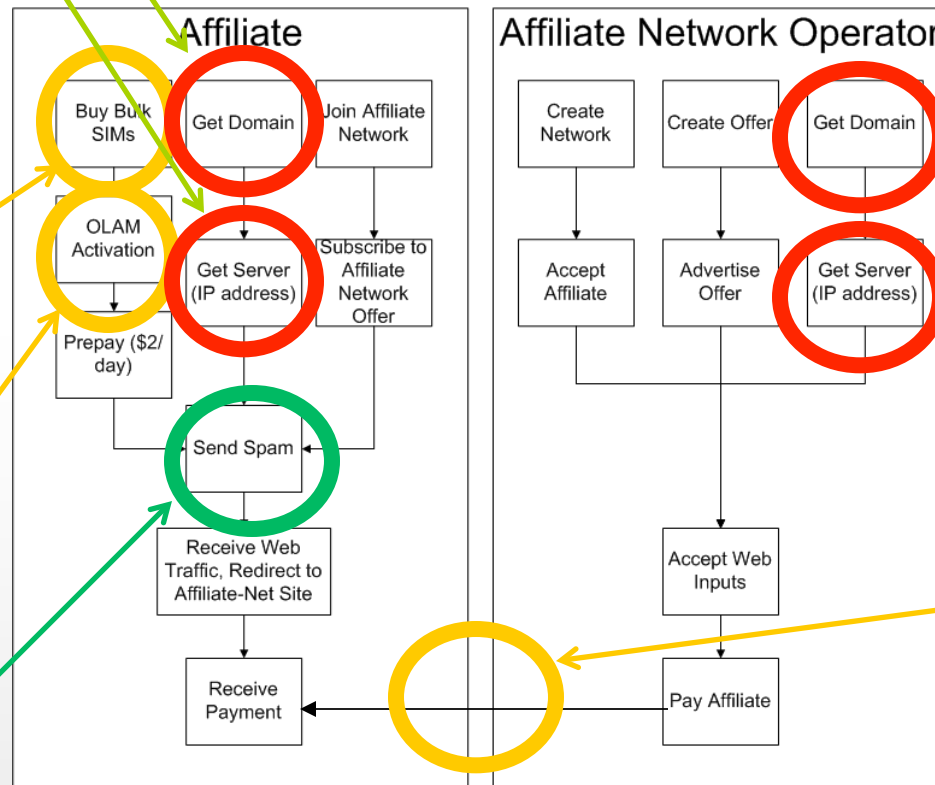 Affiliate
Affiliate Network Operator
Buy Bulk
SIMs
Get Domain
Join Affiliate
Network
Create
Network
Create Offer
Get Domain
OLAM
Activation
Get Server
(IP address)
Subscribe to
Affiliate
Network
Offer
Accept
Affiliate
Advertise
Offer
Get Server
(IP address)
Prepay ($2/
day)
Send Spam
Receive Web
Traffic, Redirect to
Affiliate-Net Site
Accept Web
Inputs
Receive
Payment
Pay Affiliate